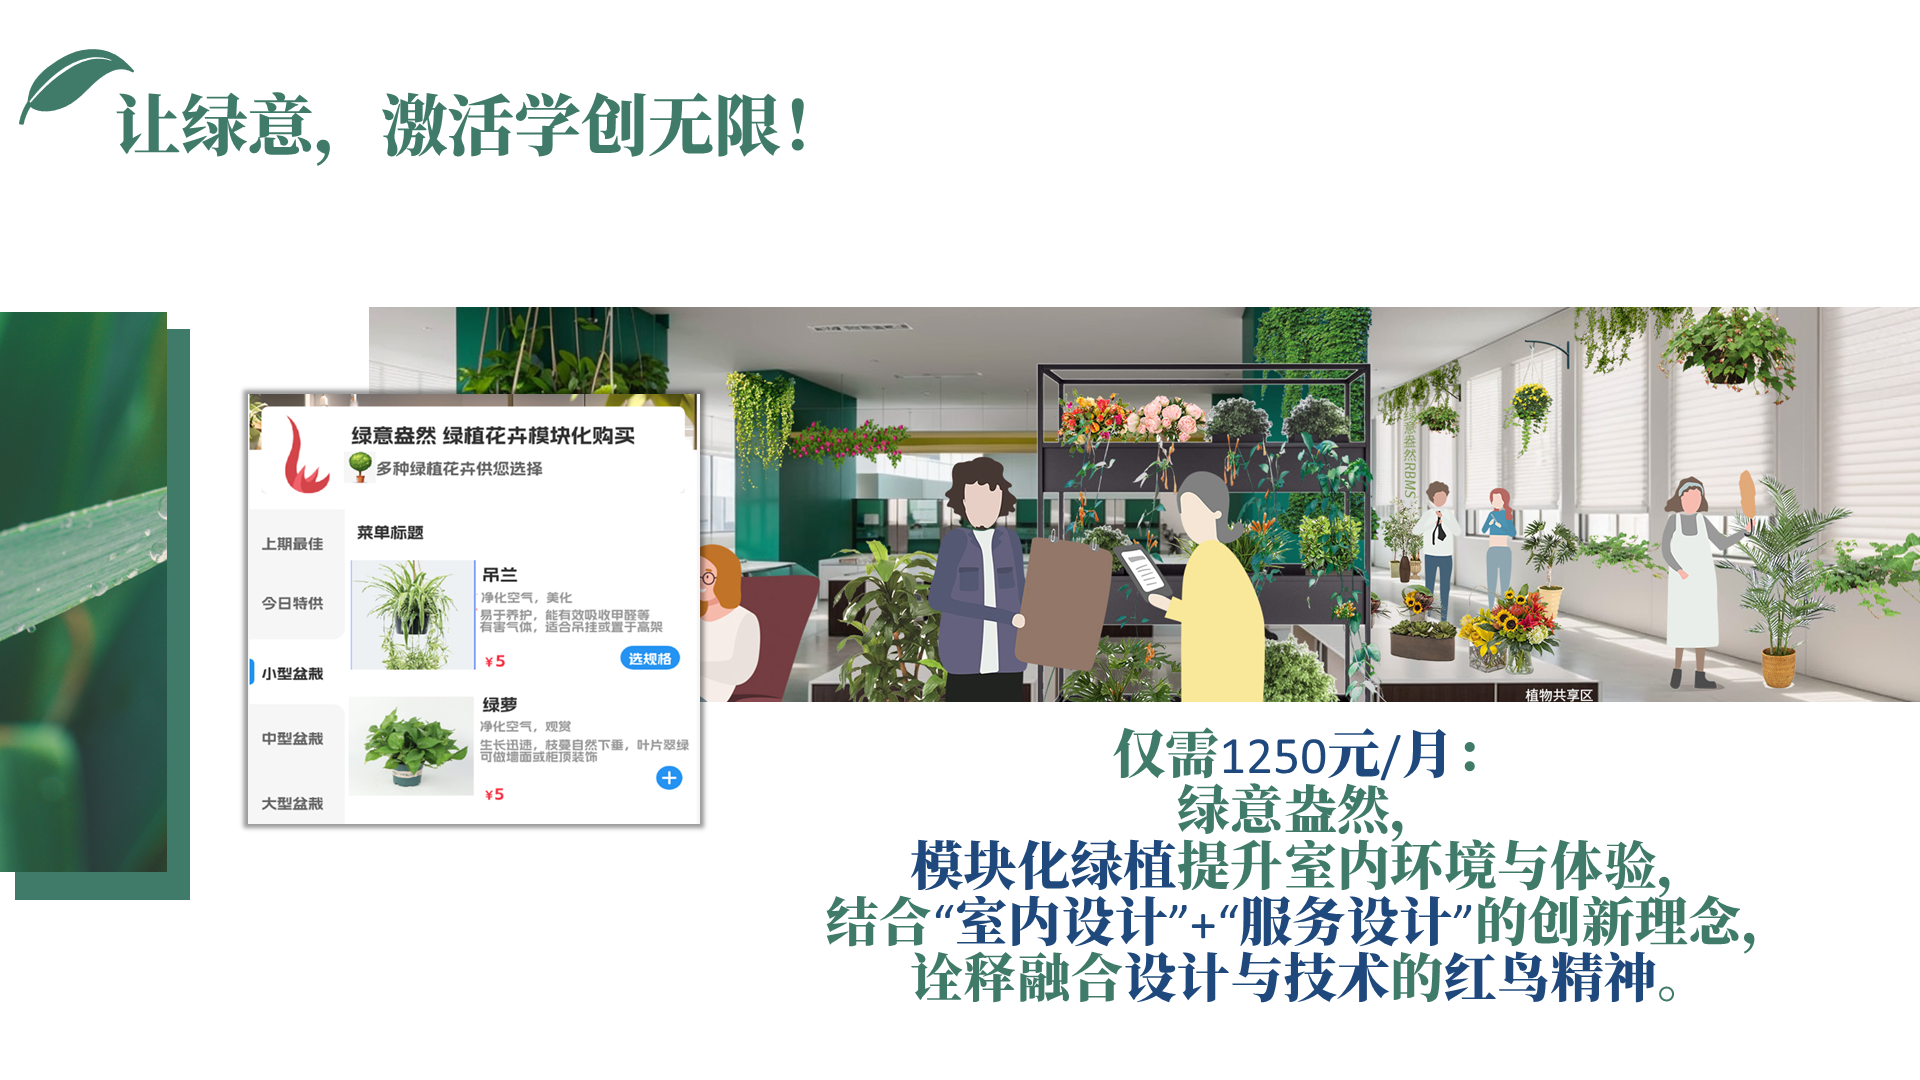 让绿意，激活学创无限！
绿意盎然 绿植花卉模块化购买
多种绿植花卉供您选择
上期最佳
今日特供
小型盆栽
中型盆栽
大型盆栽
菜单标题
吊兰
净化空气，美化
易于养护，能有效吸收甲醛等
有害气体，适合吊挂或置于高架
¥5
选规格
绿萝
净化空气，观赏
生长迅速，枝蔓自然下垂，叶片翠绿
可做墙面或柜顶装饰
¥5
意盎然RBMS
植物共享区
仅需1250元/月：
绿意盎然,
模块化绿植提升室内环境与体验,
结合“室内设计”+“服务设计”的创新理念,
诠释融合设计与技术的红鸟精神。